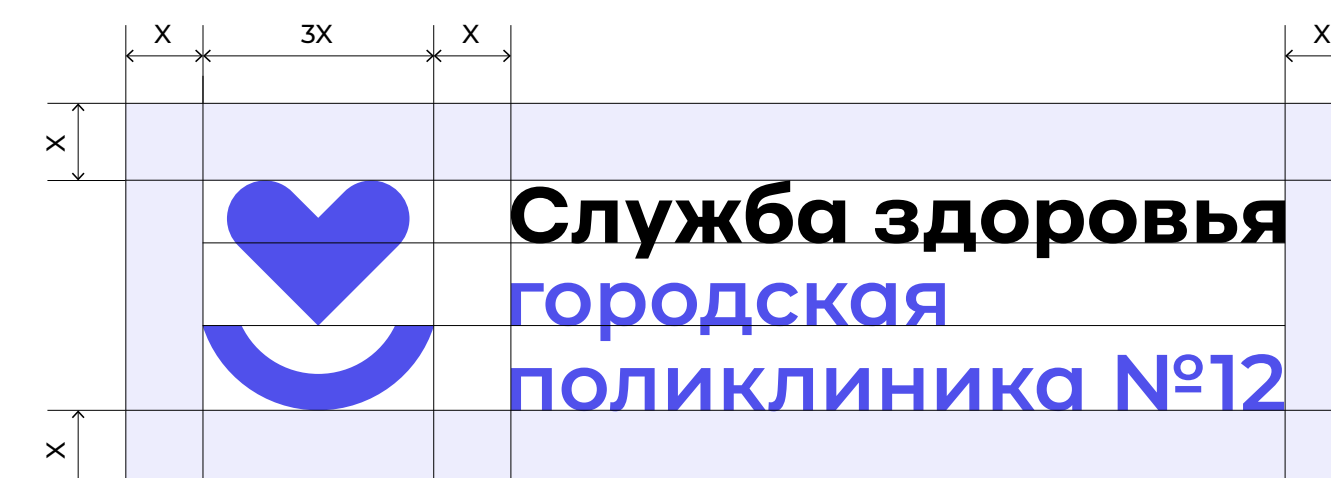 X 3X X X
X
Служба здоровья
городская
поликлиника №12
X